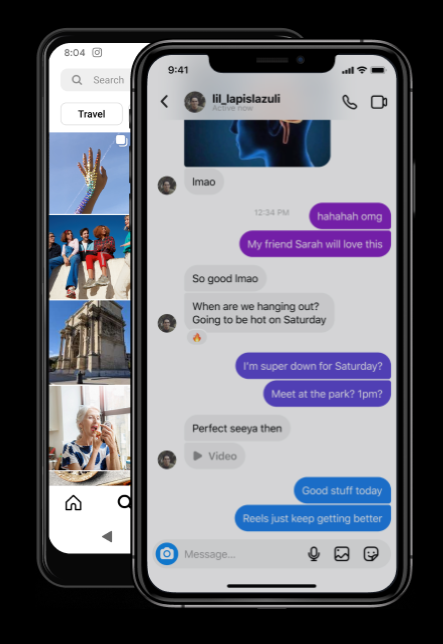 8:04
Search
Travel
9:41
lil_lapislazuli
Active now
lmao
12:34 PM
hahahah omg
My friend Sarah will love this
So good lmao
When are we hanging out?
Going to be hot on Saturday
I'm super down for Saturday?
Meet at the park? 1pm?
Perfect seeya then
Video
Good stuff today
Reels just keep getting better
Message...